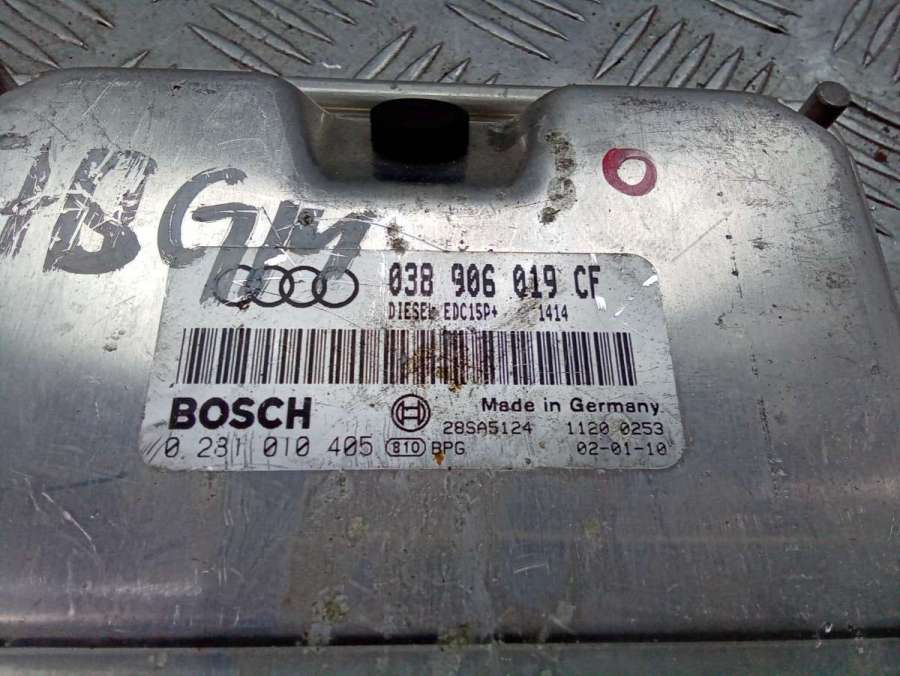 038 906 019 CF
DIESEL EDC15P+ 1414
BOSCH
Made in Germany
28SA5124 1120 0253
0 281 010 405 810 BPG 02-01-10